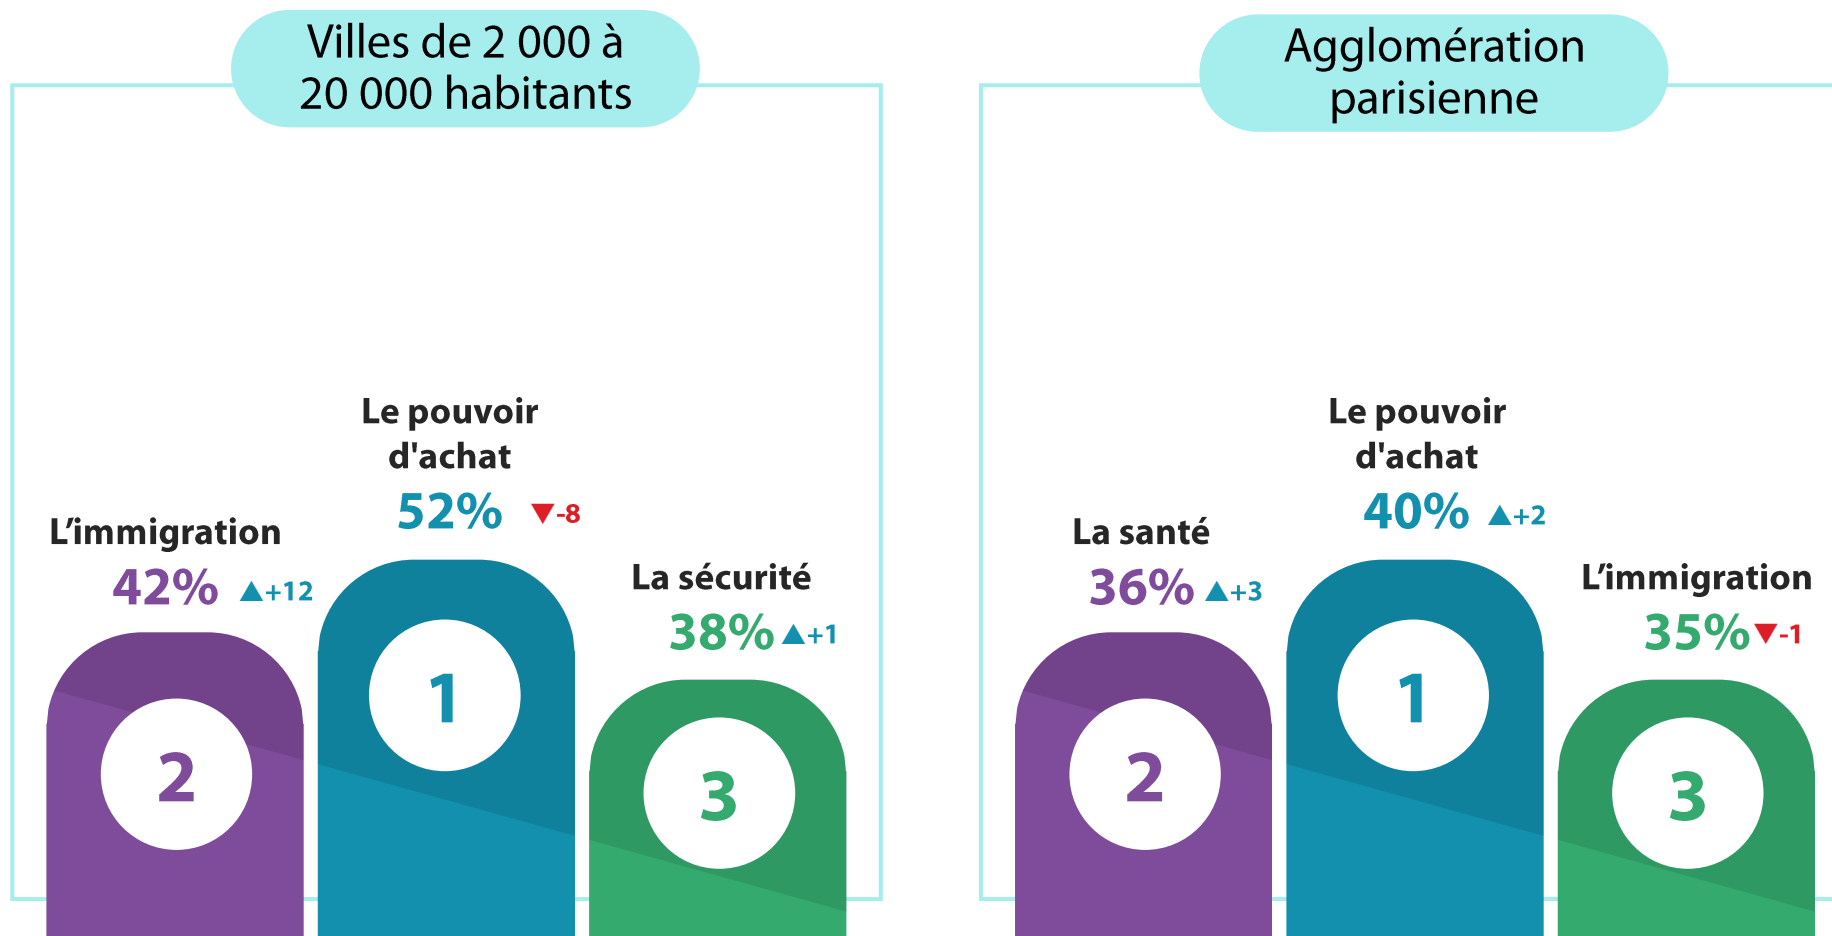 Villes de 2 000 à
20 000 habitants
Le pouvoir
d'achat
52% ▼-8
L’immigration
42% ▲+12
La sécurité
38% ▲+1
1
2
3
Agglomération
parisienne
Le pouvoir
d'achat
40% ▲+2
La santé
36% ▲+3
L’immigration
35% ▼-1
1
2
3